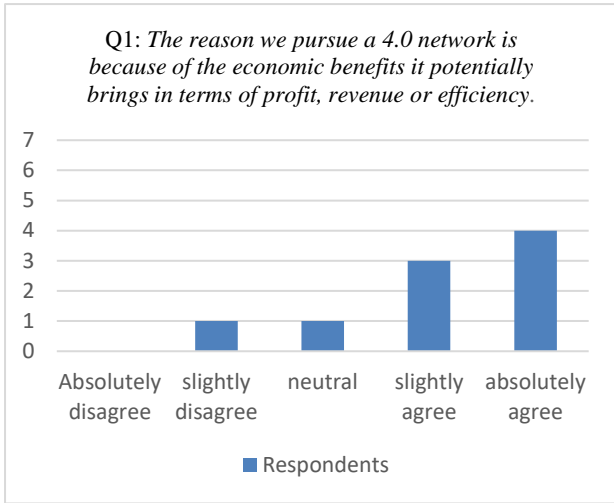 Q1: The reason we pursue a 4.0 network is
because of the economic benefits it potentially
brings in terms of profit, revenue or efficiency.
7
6
5
4
3
2
1
0
Absolutely disagree
slightly disagree
neutral
slightly agree
absolutely agree
Respondents